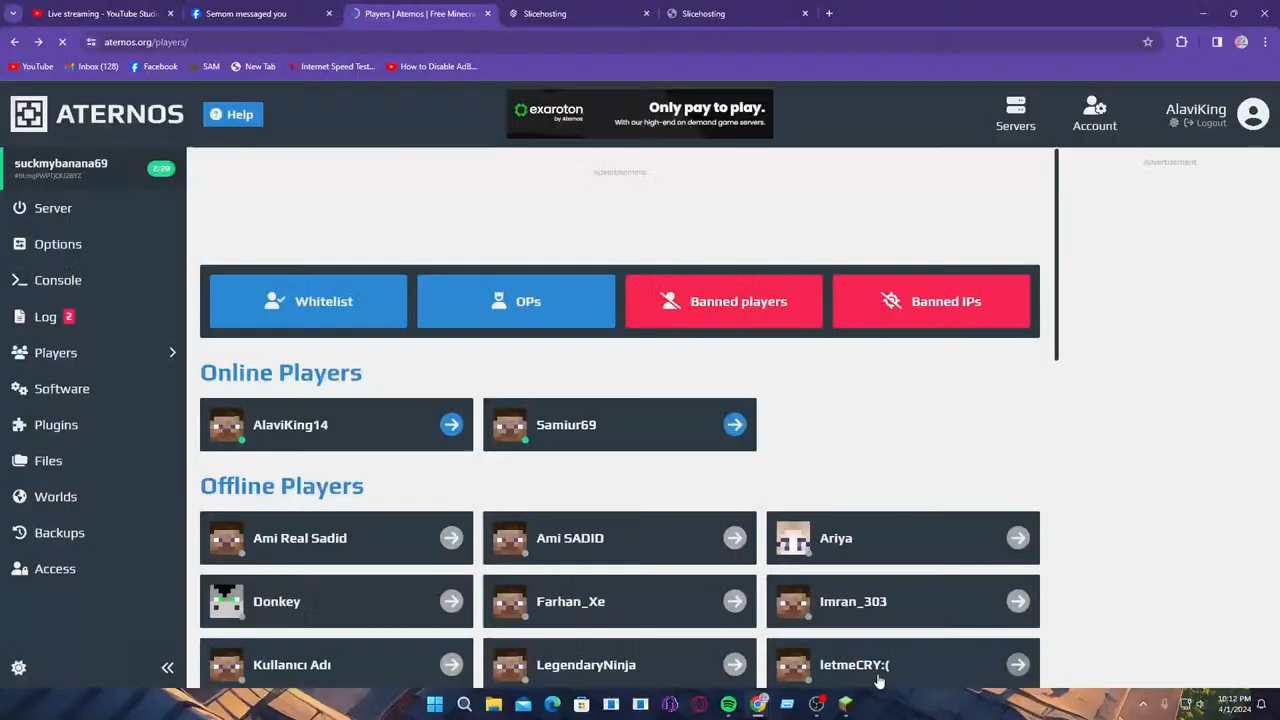 Live streaming - YouTube Stud
Semom messaged you
Players | Aternos | Free Minecra
Slicehosting
Slicehosting
aternos.org/players/
YouTube
Inbox (128)
Facebook
SAM
New Tab
Internet Speed Test...
How to Disable AdB...
ATERNOS
Help
exaroton
by Aternos
Only pay to play.
With our high-end on demand game servers.
Servers
Account
AlaviKing
Logout
suckmybanana69
2/20
Advertisement
Advertisement
Server
Options
Console
Log 2
Players
Software
Plugins
Files
Worlds
Backups
Access
Whitelist
OPs
Banned players
Banned IPs
Online Players
AlaviKing14
Samiur69
Offline Players
Ami Real Sadid
Ami SADID
Ariya
Donkey
Farhan_Xe
Imran_303
Kullanıcı Adı
LegendaryNinja
letmeCRY:(
10:12 PM
4/1/2024